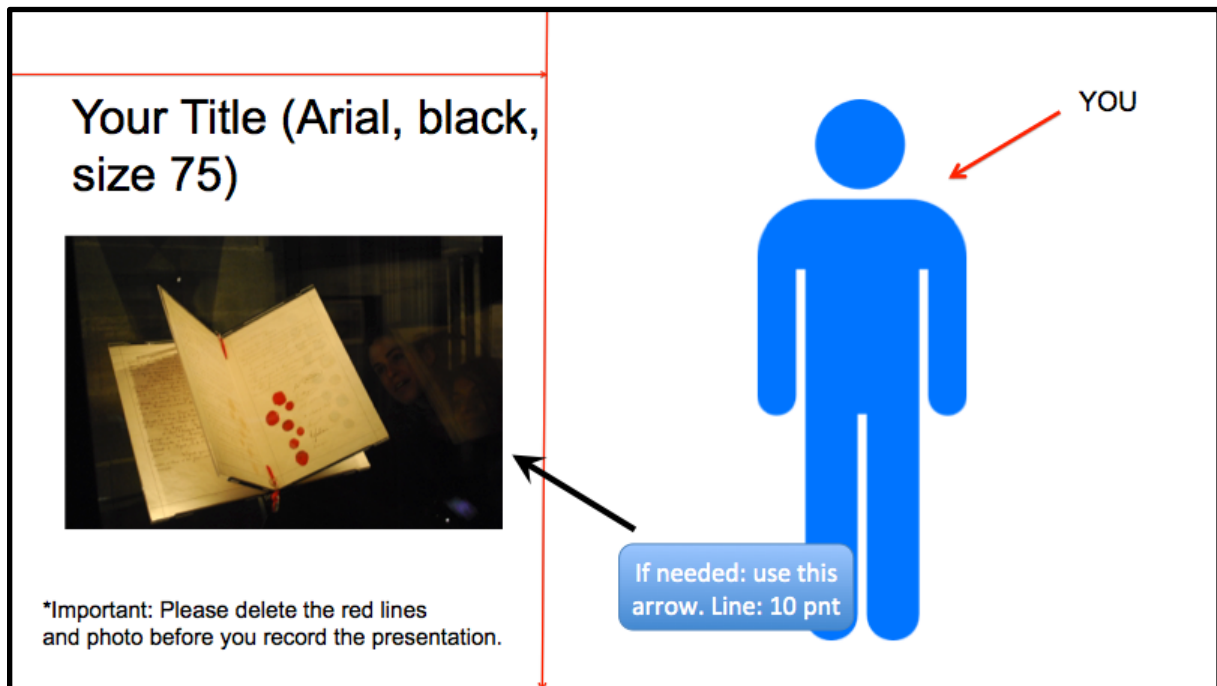 Your Title (Arial, black,
size 75)
YOU
If needed: use this
arrow. Line: 10 pnt
*Important: Please delete the red lines
and photo before you record the presentation.